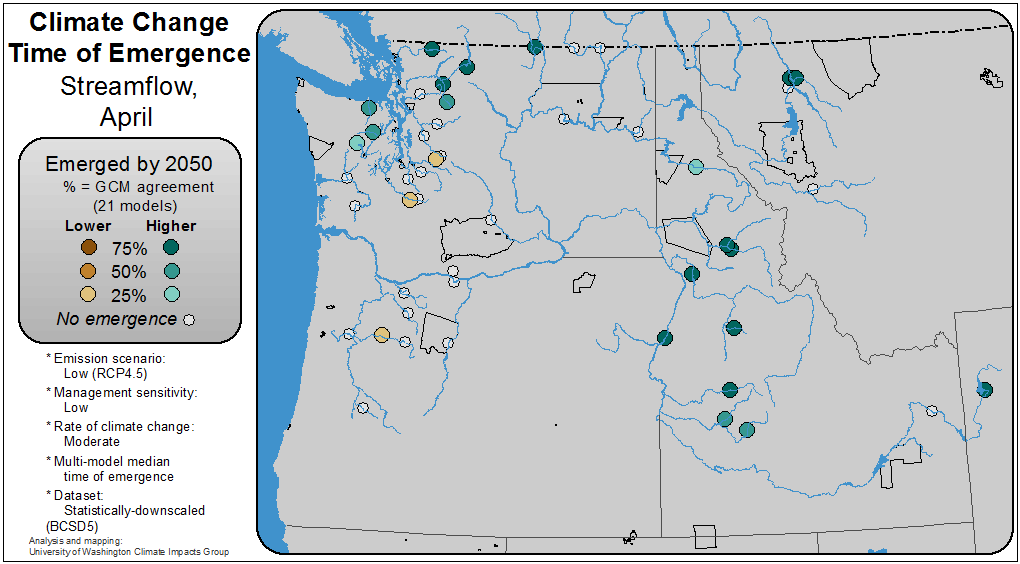 Climate Change
Time of Emergence
Streamflow,
April
Emerged by 2050
% = GCM agreement
(21 models)
Lower Higher
75%
50%
25%
No emergence
* Emission scenario:
Low (RCP4.5)
* Management sensitivity:
Low
* Rate of climate change:
Moderate
* Multi-model median
time of emergence
* Dataset:
Statistically-downscaled
(BCSD5)
Analysis and mapping:
University of Washington Climate Impacts Group